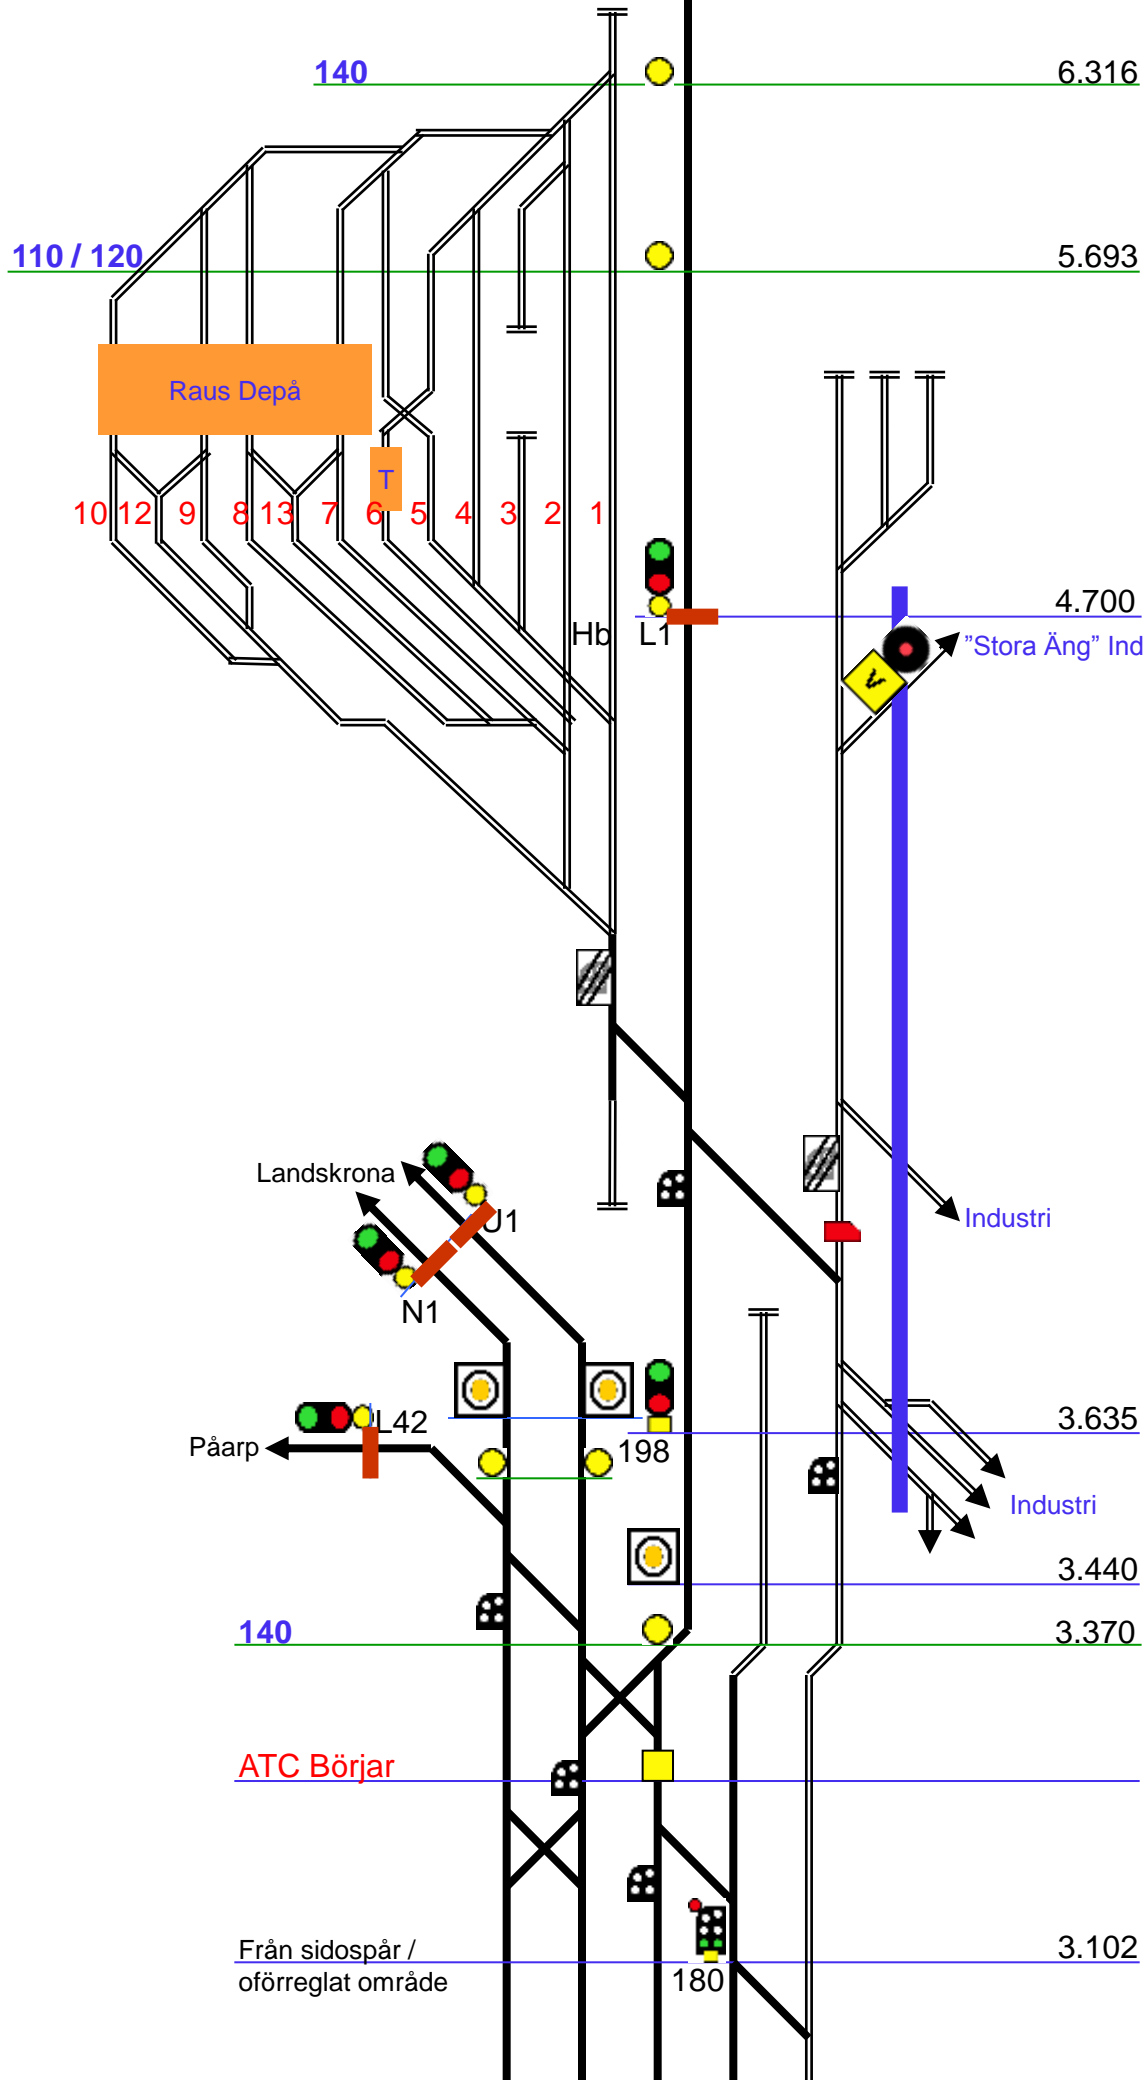 140
6.316
110 / 120
5.693
Raus Depå
T
10 12 9 8 13 7 6 5 4 3 2 1
4.700
Hb L1
"Stora Äng" Ind
V
Landskrona
U1
Industri
N1
L42
3.635
Påarp
198
Industri
3.440
140
3.370
ATC Börjar
Från sidospår /
oförreglat område
3.102
180